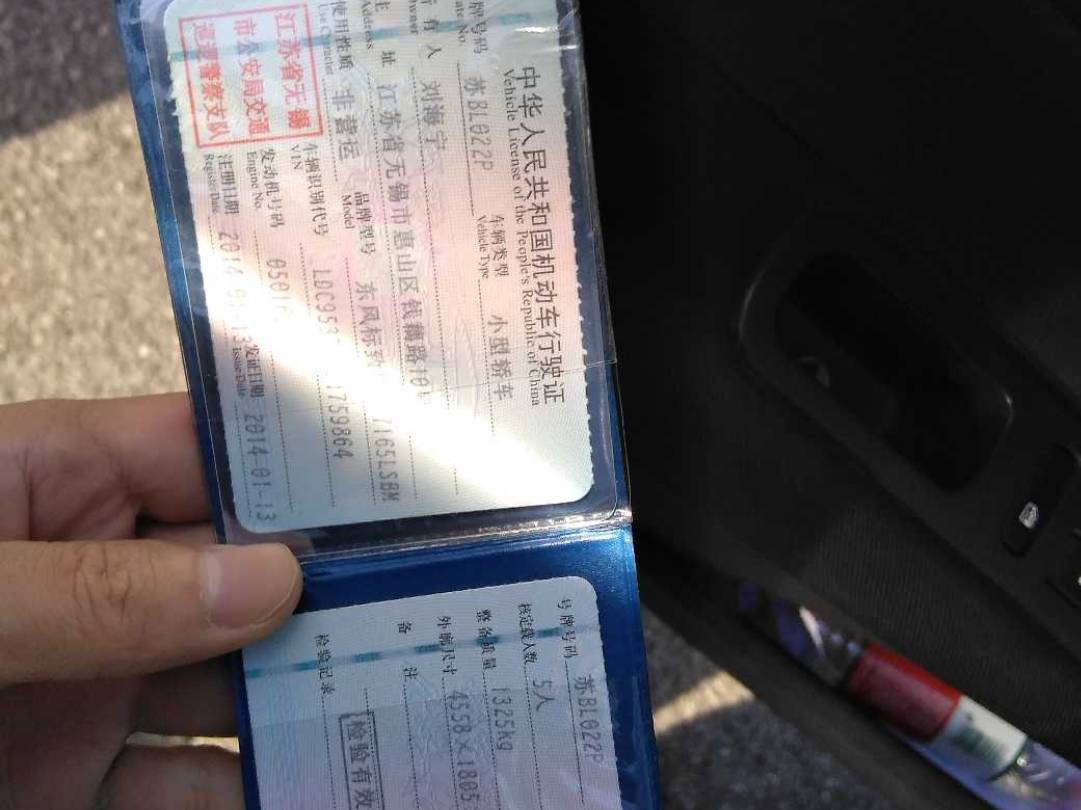 中华人民共和国机动车行驶证
Vehicle License of the People's Republic of China
牌号码 苏BL022P 车辆类型 小型轿车
ate No. Vehicle Type
所有人 刘海宁
Owner
住址 江苏省无锡市惠山区钱藕路10号
Address
使用性质 非营运 品牌型号 东风标致 7165LSBM
Use Character Model
江苏省无锡
市公安局交通
巡逻警察支队
车辆识别代号 LDC953 1759864
VIN
发动机号码 0501
Engine No.
注册日期 2014-01-13 发证日期 2014-01-13
Register Date Issue Date
号牌号码 苏BL022P
核定载人数 5人
整备质量 1325kg
外廓尺寸 4558×1805
备注
检验记录 检验有效